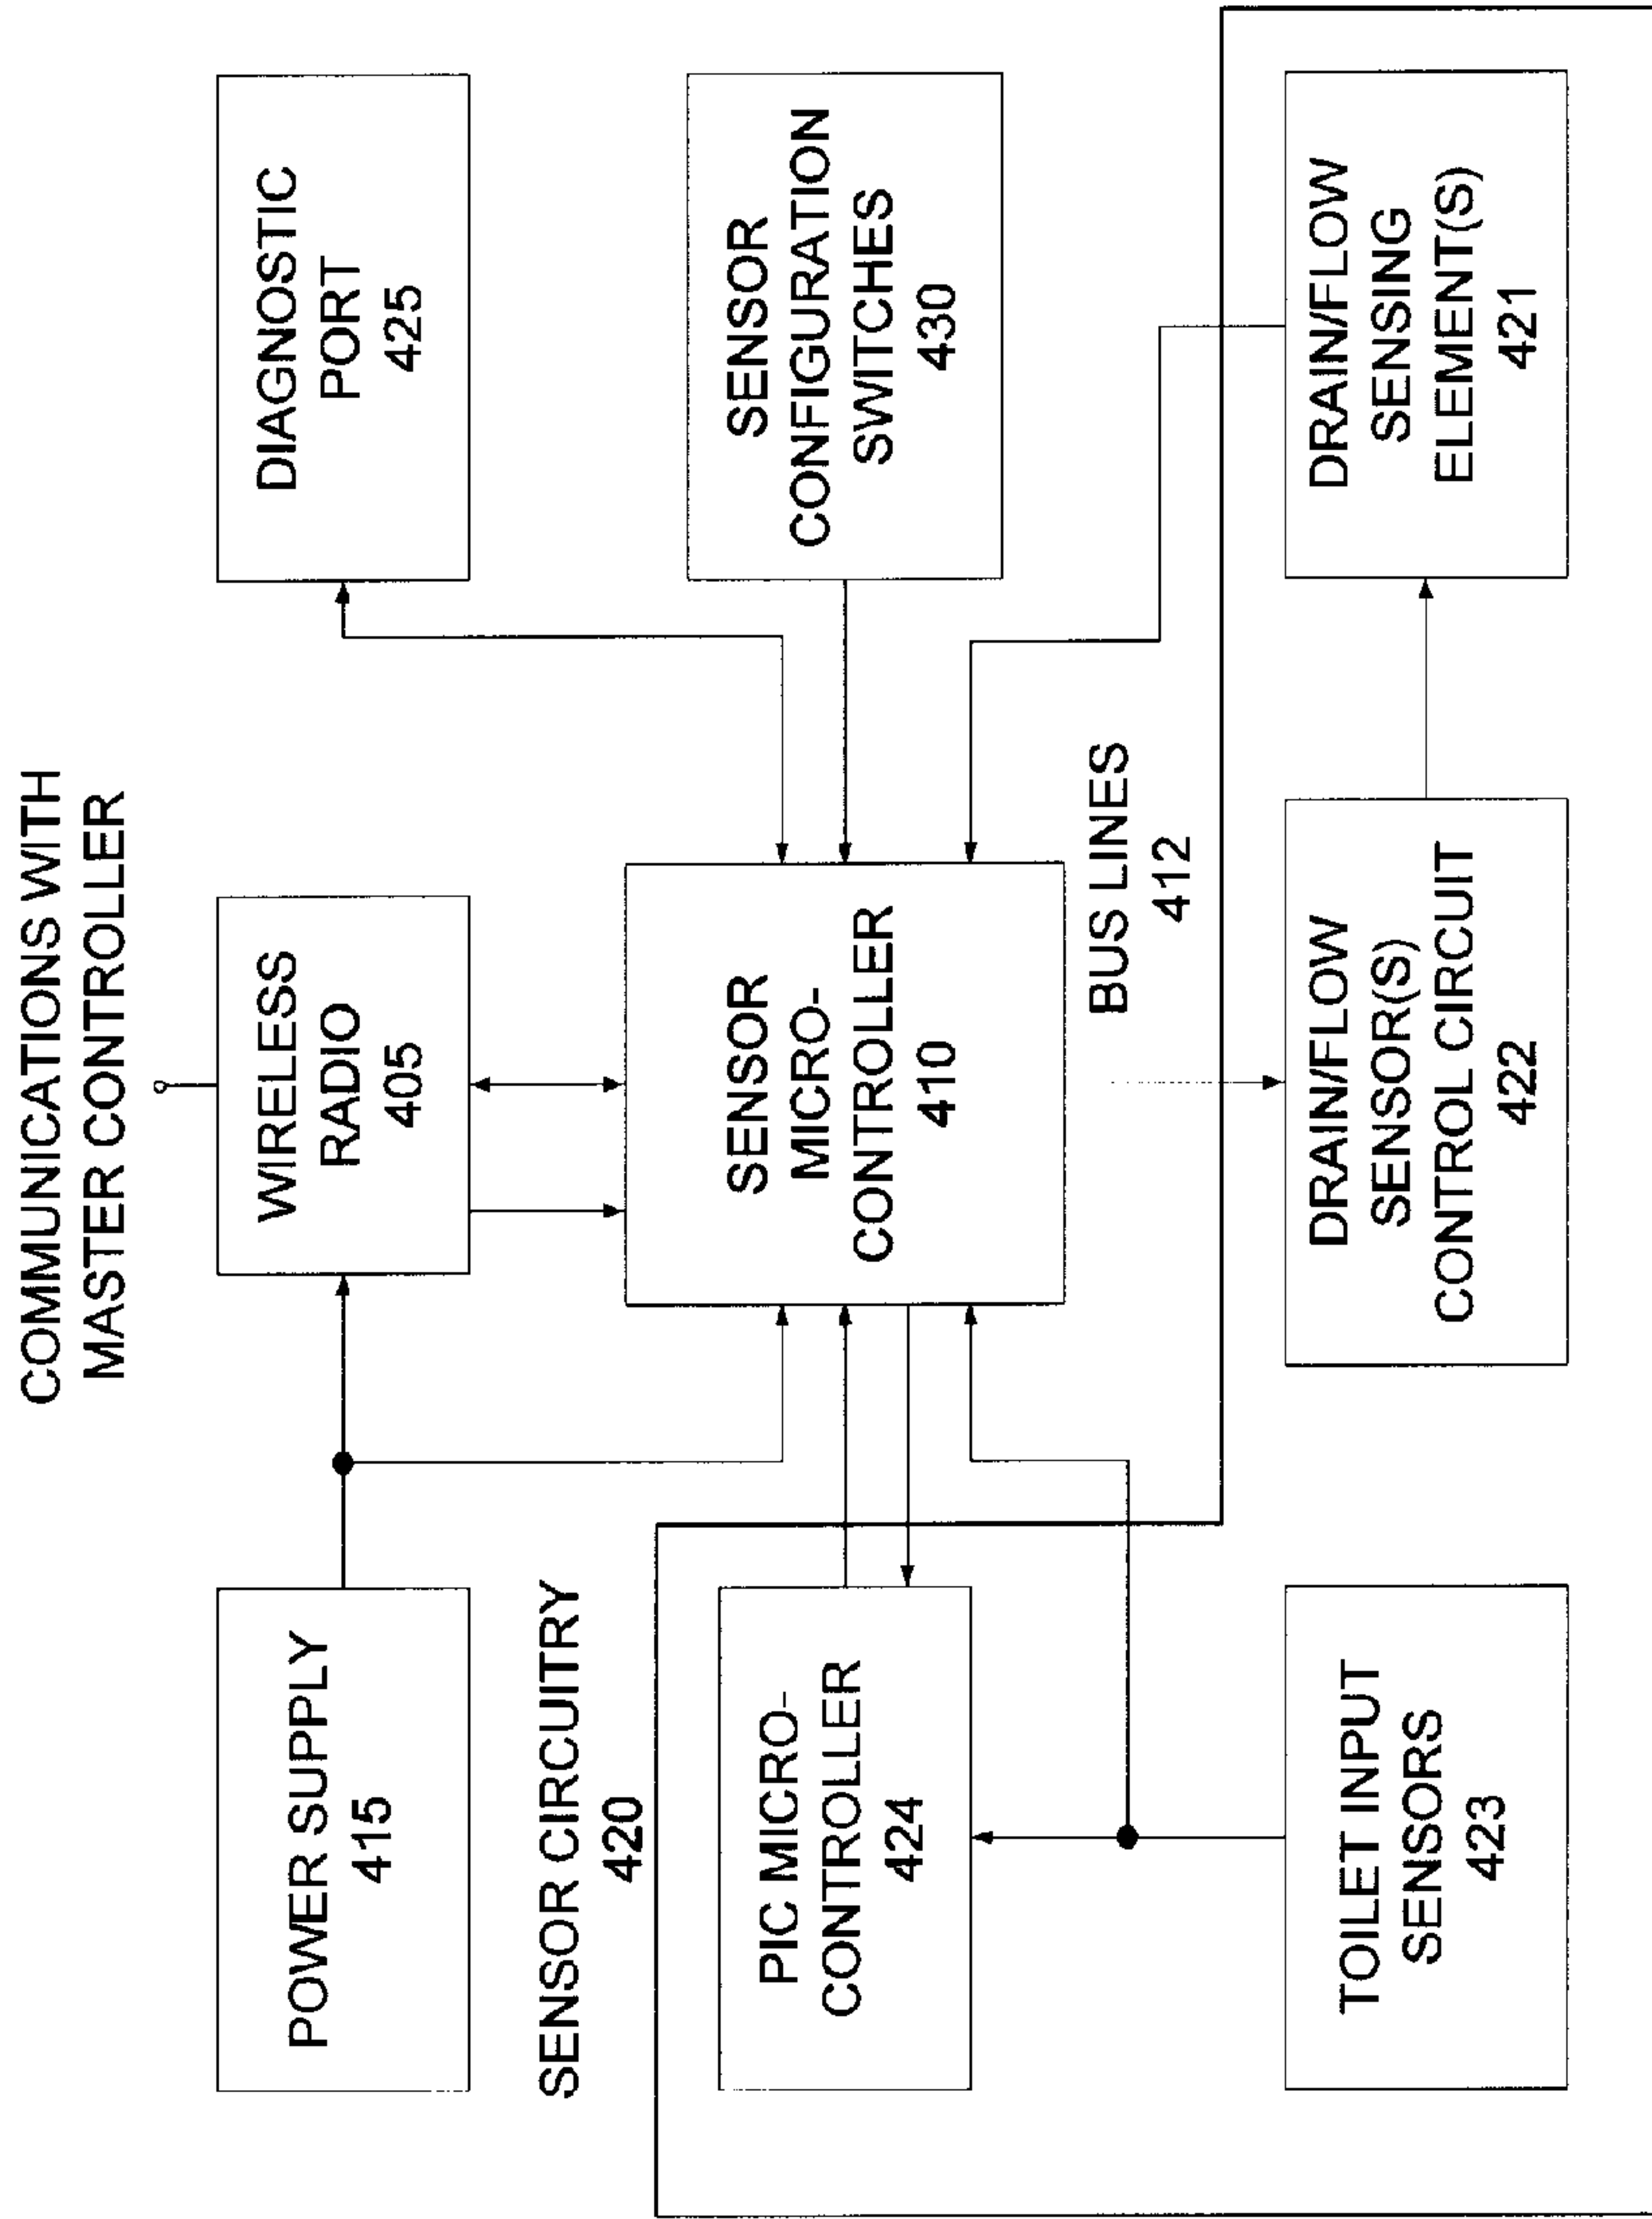 COMMUNICATIONS WITH
MASTER CONTROLLER
POWER SUPPLY
415
WIRELESS
RADIO
405
DIAGNOSTIC
PORT
425
SENSOR CIRCUITRY
420
PIC MICRO-
CONTROLLER
424
SENSOR
MICRO-
CONTROLLER
410
SENSOR
CONFIGURATION
SWITCHES
430
BUS LINES
412
TOILET INPUT
SENSORS
423
DRAIN/FLOW
SENSOR(S)
CONTROL CIRCUIT
422
DRAIN/FLOW
SENSING
ELEMENT(S)
421